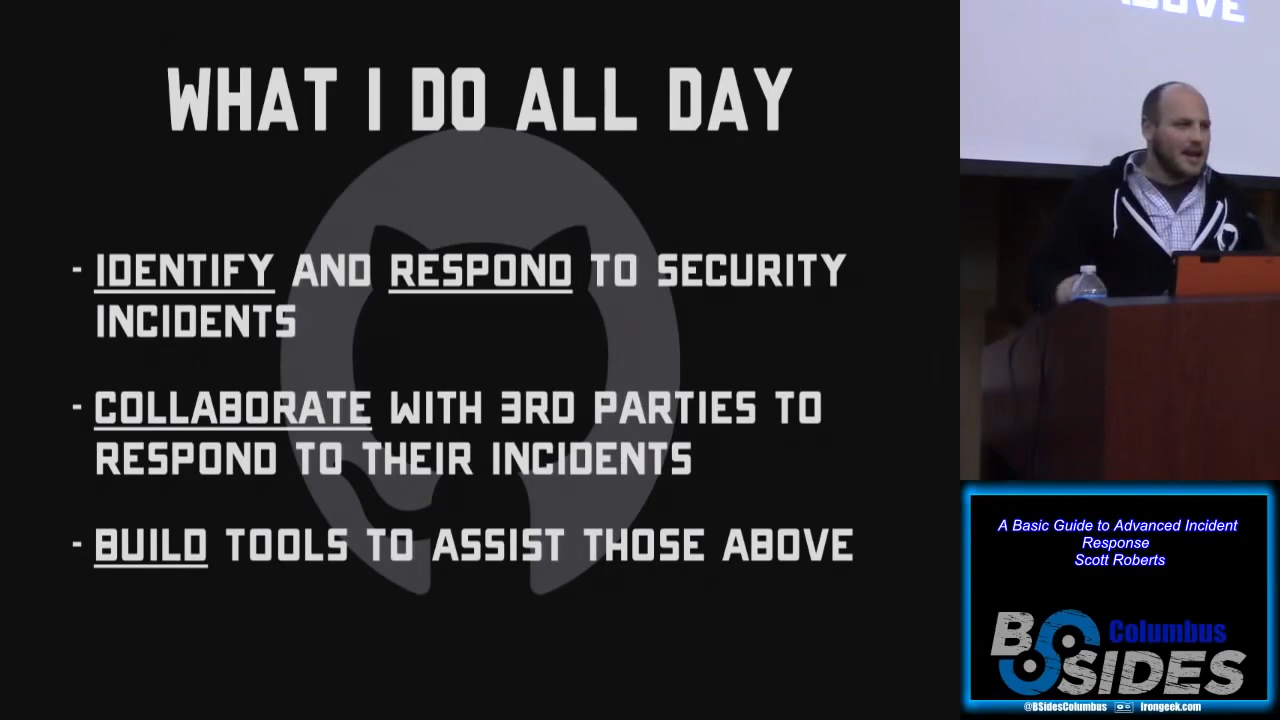 WHAT I DO ALL DAY
- IDENTIFY AND RESPOND TO SECURITY
INCIDENTS
- COLLABORATE WITH 3RD PARTIES TO
RESPOND TO THEIR INCIDENTS
- BUILD TOOLS TO ASSIST THOSE ABOVE
ABOVE
A Basic Guide to Advanced Incident
Response
Scott Roberts
BSIDES Columbus
@BSidesColumbus Irongeek.com